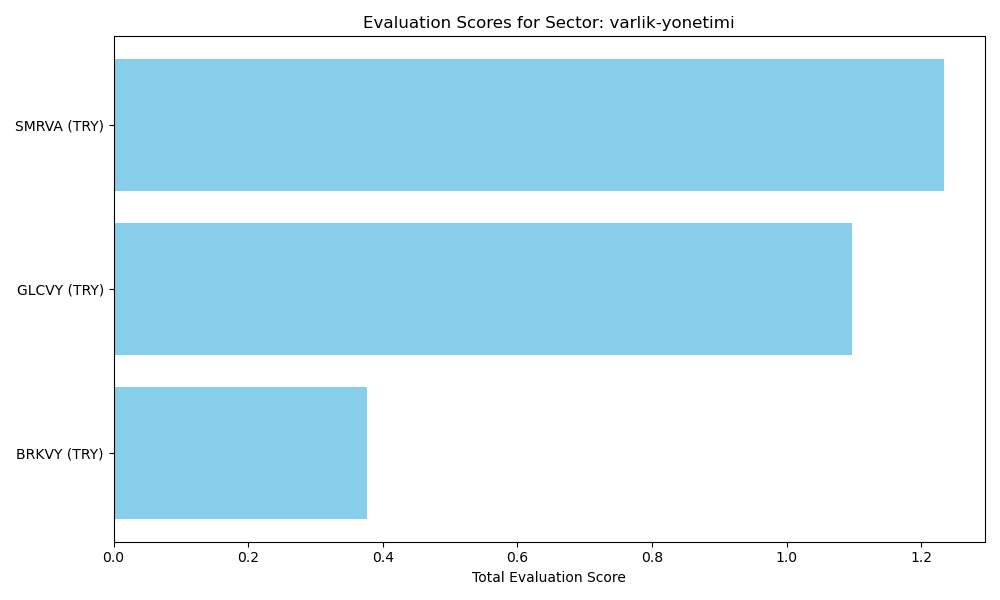 Evaluation Scores for Sector: varlik-yonetimi
SMRVA (TRY)
GLCVY (TRY)
BRKVY (TRY)
0.0 0.2 0.4 0.6 0.8 1.0 1.2
Total Evaluation Score